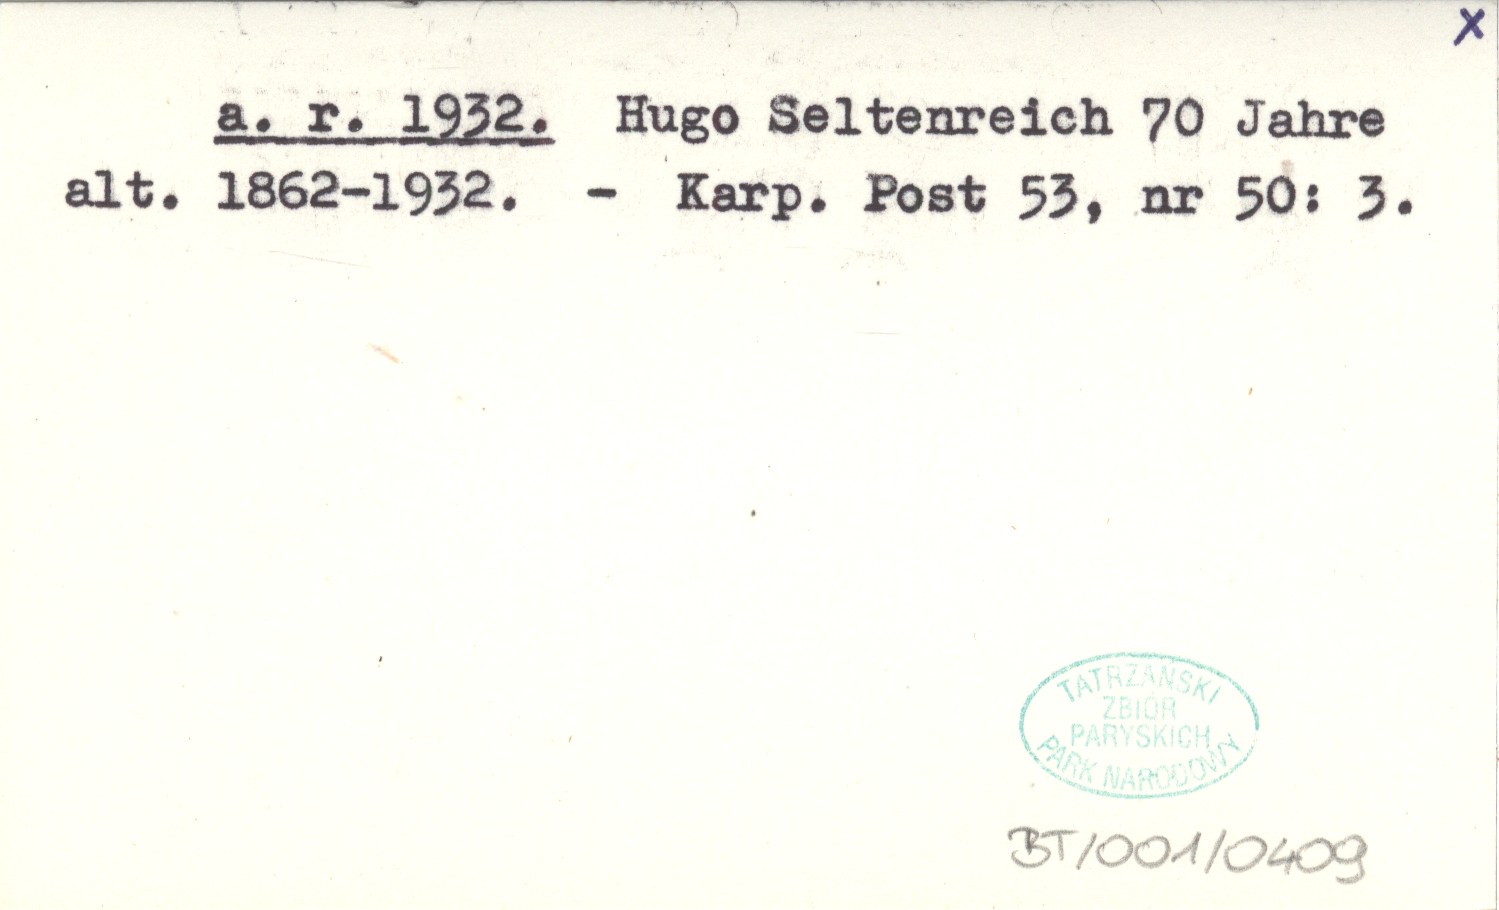 x
a. r. 1932. Hugo Seltenreich 70 Jahre
alt. 1862-1932. - Karp. Post 53, nr 50: 3.
TATRZAŃSKI
ZBIÓR
PARYSKICH
PARK NARODOWY
BT/001/0409